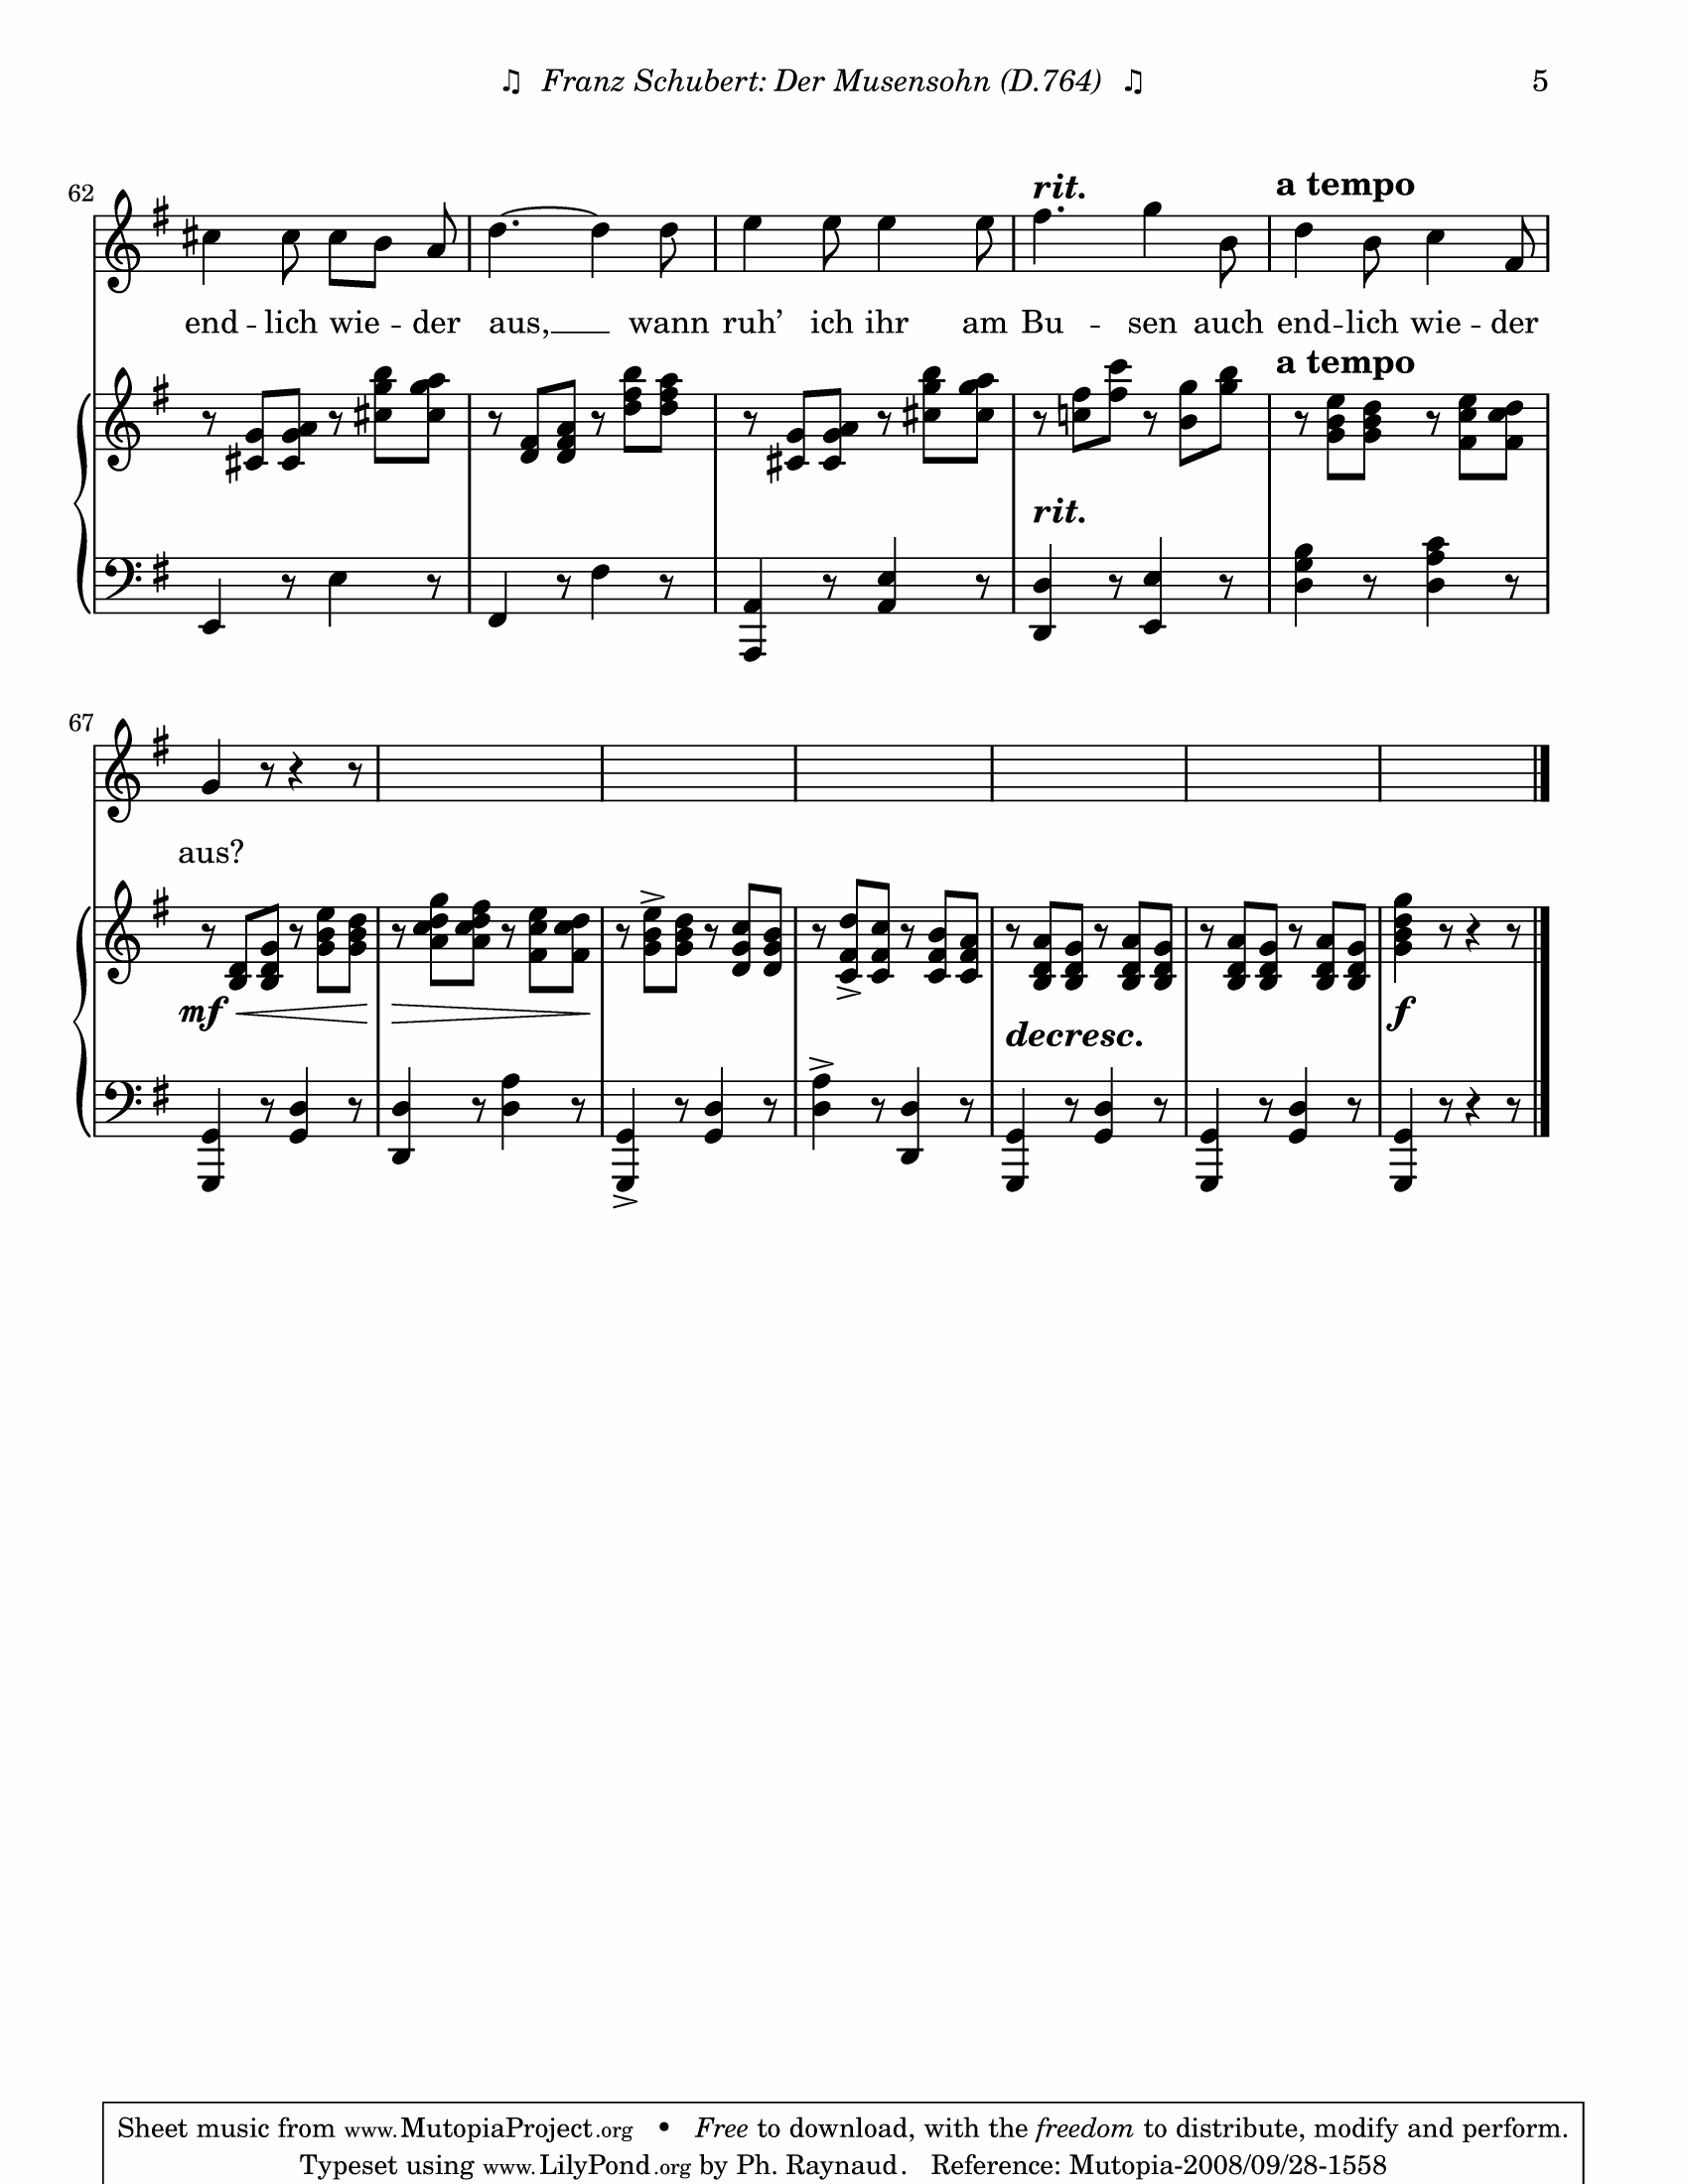 ♫ Franz Schubert: Der Musensohn (D.764) ♫ 5
62
rit. a tempo
end -- lich wie - der aus, __ wann ruh’ ich ihr am Bu -- sen auch end -- lich wie -- der
a tempo
rit.
67
aus?
mf f
decresc.
Sheet music from www.MutopiaProject.org • Free to download, with the freedom to distribute, modify and perform.
Typeset using www.LilyPond.org by Ph. Raynaud. Reference: Mutopia-2008/09/28-1558